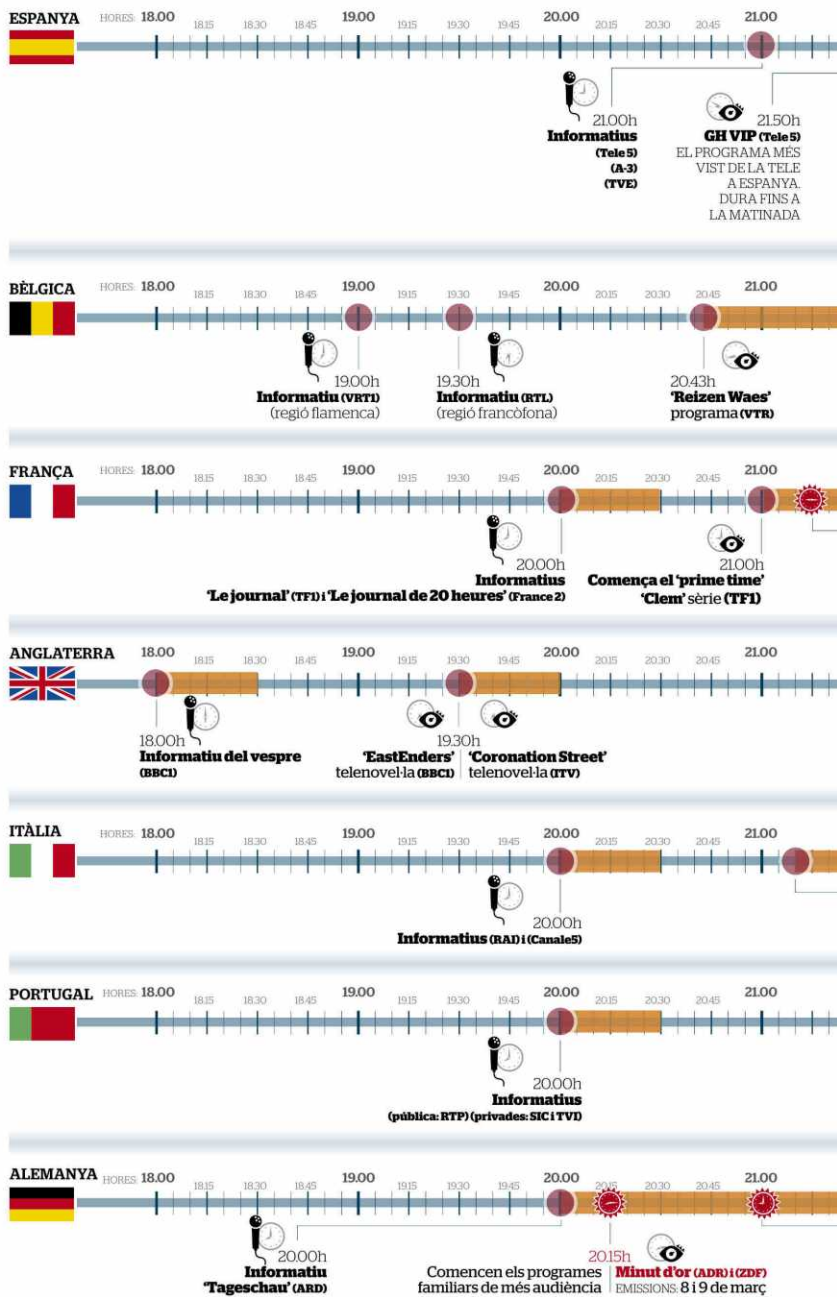 ESPANYA
HORES: 18.00 18.15 18.30 18.45 19.00 19.15 19.30 19.45 20.00 20.15 20.30 20.45 21.00
21.00h
Informatius
(Tele 5)
(A-3)
(TVE)
21.50h
GH VIP (Tele 5)
EL PROGRAMA MÉS
VIST DE LA TELE
A ESPANYA.
DURA FINS A
LA MATINADA
BÈLGICA
HORES: 18.00 18.15 18.30 18.45 19.00 19.15 19.30 19.45 20.00 20.15 20.30 20.45 21.00
19.00h
Informatiu (VRT1)
(regió flamenca)
19.30h
Informatiu (RTL)
(regió francòfona)
20.43h
‘Reizen Waes’
programa (VTR)
FRANÇA
HORES: 18.00 18.15 18.30 18.45 19.00 19.15 19.30 19.45 20.00 20.15 20.30 20.45 21.00
20.00h
Informatius
‘Le journal’ (TF1) i ‘Le journal de 20 heures’ (France 2)
21.00h
Comença el ‘prime time’
‘Clem’ sèrie (TF1)
ANGLATERRA
18.00 18.15 18.30 18.45 19.00 19.15 19.30 19.45 20.00 20.15 20.30 20.45 21.00
18.00h
Informatiu del vespre
(BBC1)
19.30h
‘EastEnders’
telenovel·la (BBC1)
‘Coronation Street’
telenovel·la (ITV)
ITÀLIA
HORES: 18.00 18.15 18.30 18.45 19.00 19.15 19.30 19.45 20.00 20.15 20.30 20.45 21.00
20.00h
Informatius (RAI) i (Canale5)
PORTUGAL
HORES: 18.00 18.15 18.30 18.45 19.00 19.15 19.30 19.45 20.00 20.15 20.30 20.45 21.00
20.00h
Informatius
(pública: RTP) (privades: SIC i TVI)
ALEMANYA
HORES: 18.00 18.15 18.30 18.45 19.00 19.15 19.30 19.45 20.00 20.15 20.30 20.45 21.00
20.00h
Informatiu
‘Tageschau’ (ARD)
Comencen els programes
familiars de més audiència
20.15h
Minut d’or (ADR) i (ZDF)
EMISSIONS: 8 i 9 de març